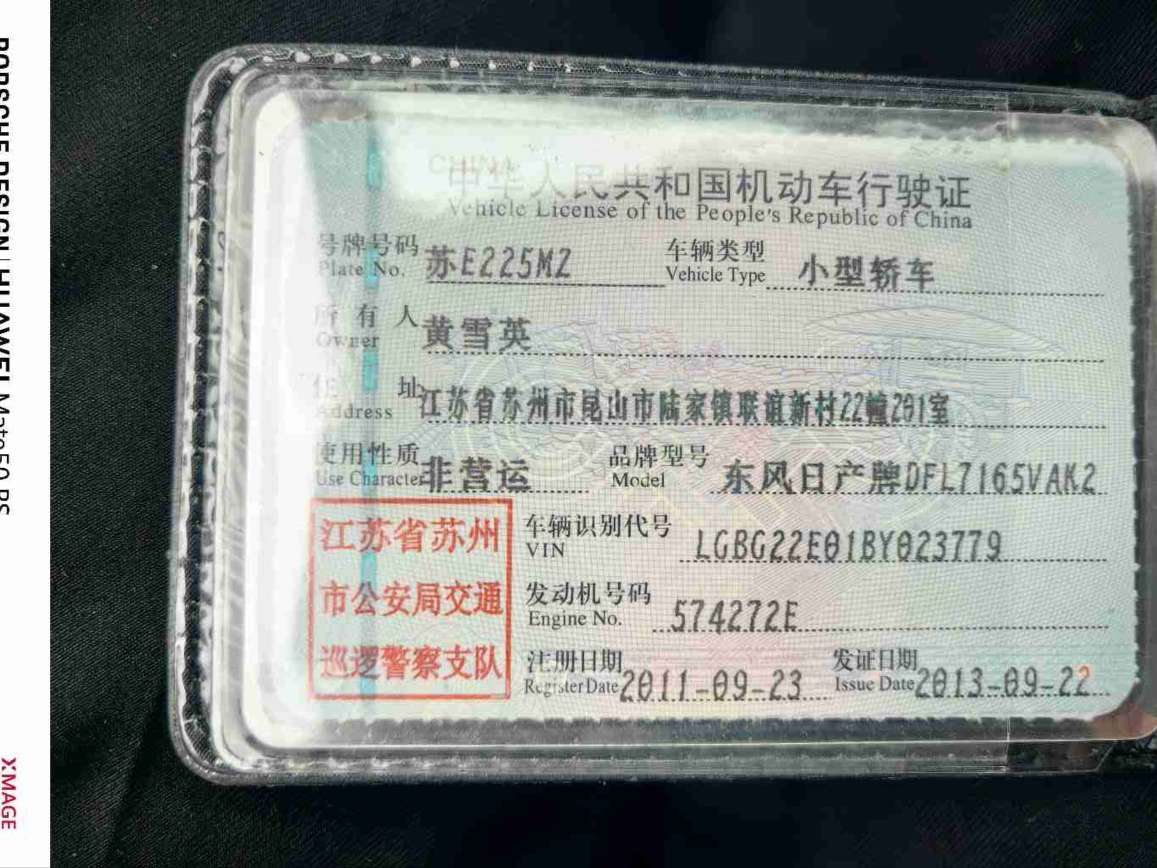 中华人民共和国机动车行驶证
Vehicle License of the People's Republic of China
号牌号码 苏E225MZ 车辆类型 小型轿车
Plate No. Vehicle Type
所有人 黄雪英
Owner
住址 江苏省苏州市昆山市陆家镇联谊新村22幢201室
Address
使用性质 非营运 品牌型号 东风日产牌DFL7165VAK2
Use Character Model
江苏省苏州
市公安局交通
巡逻警察支队
车辆识别代号 LGBG22E01BY023779
VIN
发动机号码 574272E
Engine No.
注册日期 2011-09-23 发证日期 2013-09-22
Register Date Issue Date
PORSCHE DESIGN | HUAWEI Mate50 RS
XMAGE